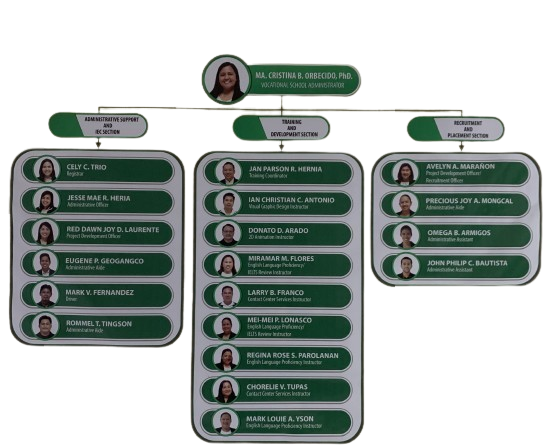 MA. CRISTINA B. ORBECIDO, PhD.
VOCATIONAL SCHOOL ADMINISTRATOR
ADMINISTRATIVE SUPPORT
AND
IEC SECTION
CELY C. TRIO
Registrar
JESSE MAE R. HERIA
Administrative Officer
RED DAWN JOY D. LAURENTE
Project Development Officer
EUGENE P. GEOGANGCO
Administrative Aide
MARK V. FERNANDEZ
Driver
ROMMEL T. TINGSON
Administrative Aide
TRAINING
AND
DEVELOPMENT SECTION
JAN PARSON R. HERNIA
Training Coordinator
IAN CHRISTIAN C. ANTONIO
Visual Graphic Design Instructor
DONATO D. ARADO
2D Animation Instructor
MIRAMAR M. FLORES
English Language Proficiency/
IELTS Review Instructor
LARRY B. FRANCO
Contact Center Services Instructor
MEI-MEI P. LONASCO
English Language Proficiency/
IELTS Review Instructor
REGINA ROSE S. PAROLANAN
English Language Proficiency Instructor
CHORELIE V. TUPAS
Contact Center Services Instructor
MARK LOUIE A. YSON
English Language Proficiency Instructor
RECRUITMENT
AND
PLACEMENT SECTION
AVELYN A. MARAÑON
Project Development Officer/
Recruitment Officer
PRECIOUS JOY A. MONGCAL
Administrative Aide
OMEGA B. ARMIGOS
Administrative Assistant
JOHN PHILIP C. BAUTISTA
Administrative Assistant